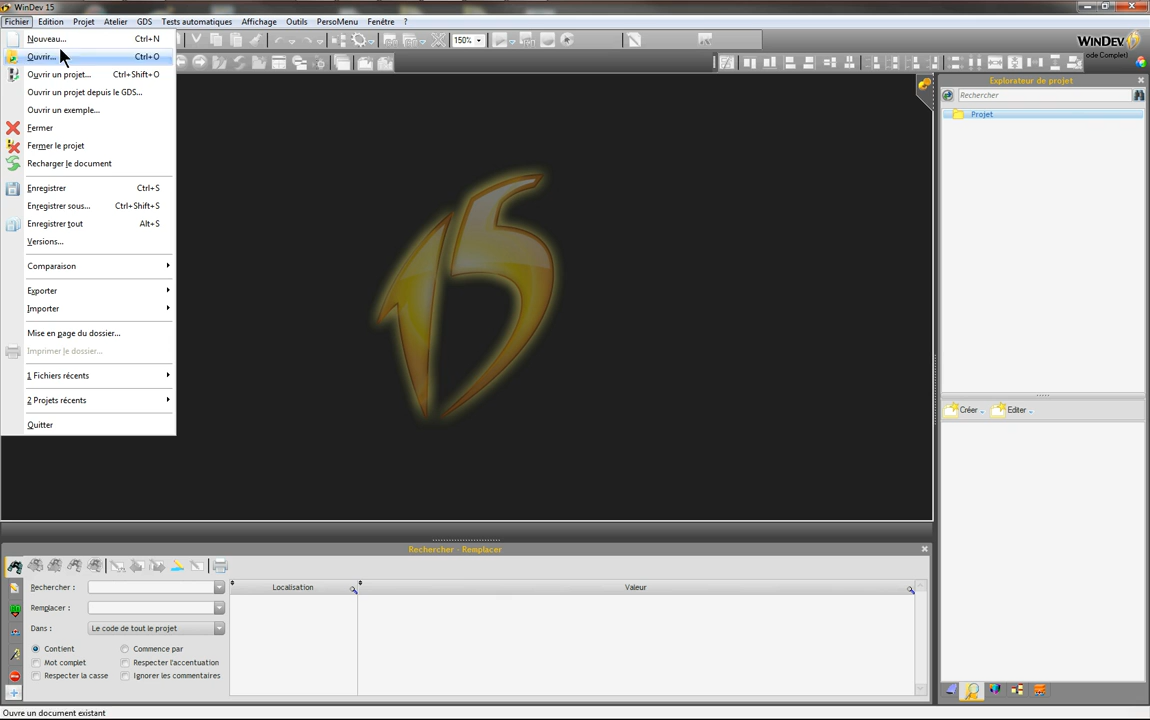 WinDev 15
Fichier Edition Projet Atelier GDS Tests automatiques Affichage Outils PersoMenu Fenêtre ?
Nouveau... Ctrl+N
Ouvrir... Ctrl+O
Ouvrir un projet... Ctrl+Shift+O
Ouvrir un projet depuis le GDS...
Ouvrir un exemple...
Fermer
Fermer le projet
Recharger le document
Enregistrer Ctrl+S
Enregistrer sous... Ctrl+Shift+S
Enregistrer tout Alt+S
Versions...
Comparaison
Exporter
Importer
Mise en page du dossier...
Imprimer le dossier...
1 Fichiers récents
2 Projets récents
Quitter
150%
WINDEV
ode Complet)
15
Explorateur de projet
Rechercher
Projet
Créer
Editer
Rechercher - Remplacer
Rechercher :
Remplacer :
Dans : Le code de tout le projet
Contient Commence par
Mot complet Respecter l'accentuation
Respecter la casse Ignorer les commentaires
Localisation Valeur
Ouvre un document existant